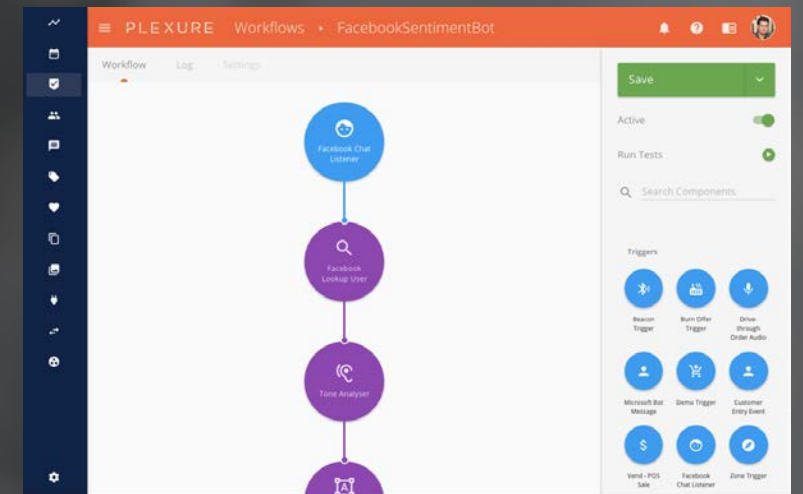 PLEXURE Workflows › FacebookSentimentBot
Workflow Log Settings
Facebook Chat
Listener
Facebook
Lookup User
Tone Analyser
A
Save
Active
Run Tests
Search Components
Triggers
Beacon
Trigger
Burn Offer
Trigger
Drive-
through
Order Audio
Microsoft Bot
Message
Demo Trigger
Customer
Entry Event
$
Vend - POS
Sale
Facebook
Chat Listener
Zone Trigger